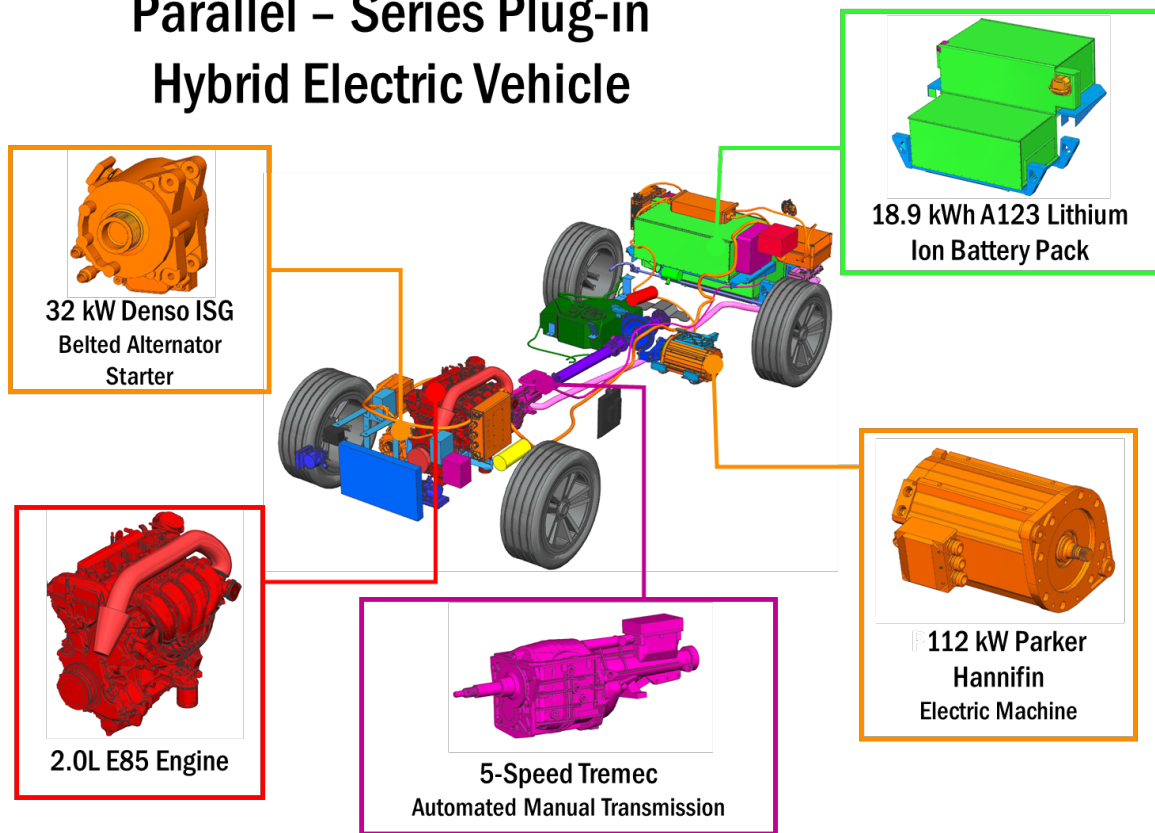 Parallel – Series Plug-in
Hybrid Electric Vehicle
32 kW Denso ISG
Belted Alternator
Starter
18.9 kWh A123 Lithium
Ion Battery Pack
2.0L E85 Engine
5-Speed Tremec
Automated Manual Transmission
112 kW Parker
Hannifin
Electric Machine